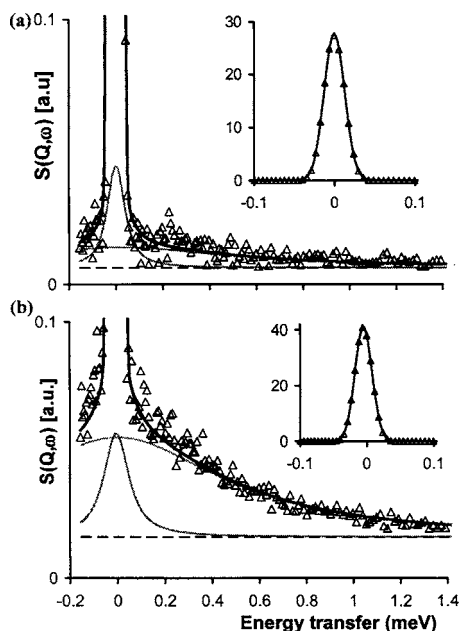 (a)
0.1
S(Q,ω) [a.u]
0
30
20
10
0
-0.1 0 0.1
(b)
0.1
S(Q,ω) [a.u.]
0
40
20
0
-0.1 0 0.1
-0.2 0 0.2 0.4 0.6 0.8 1 1.2 1.4
Energy transfer (meV)